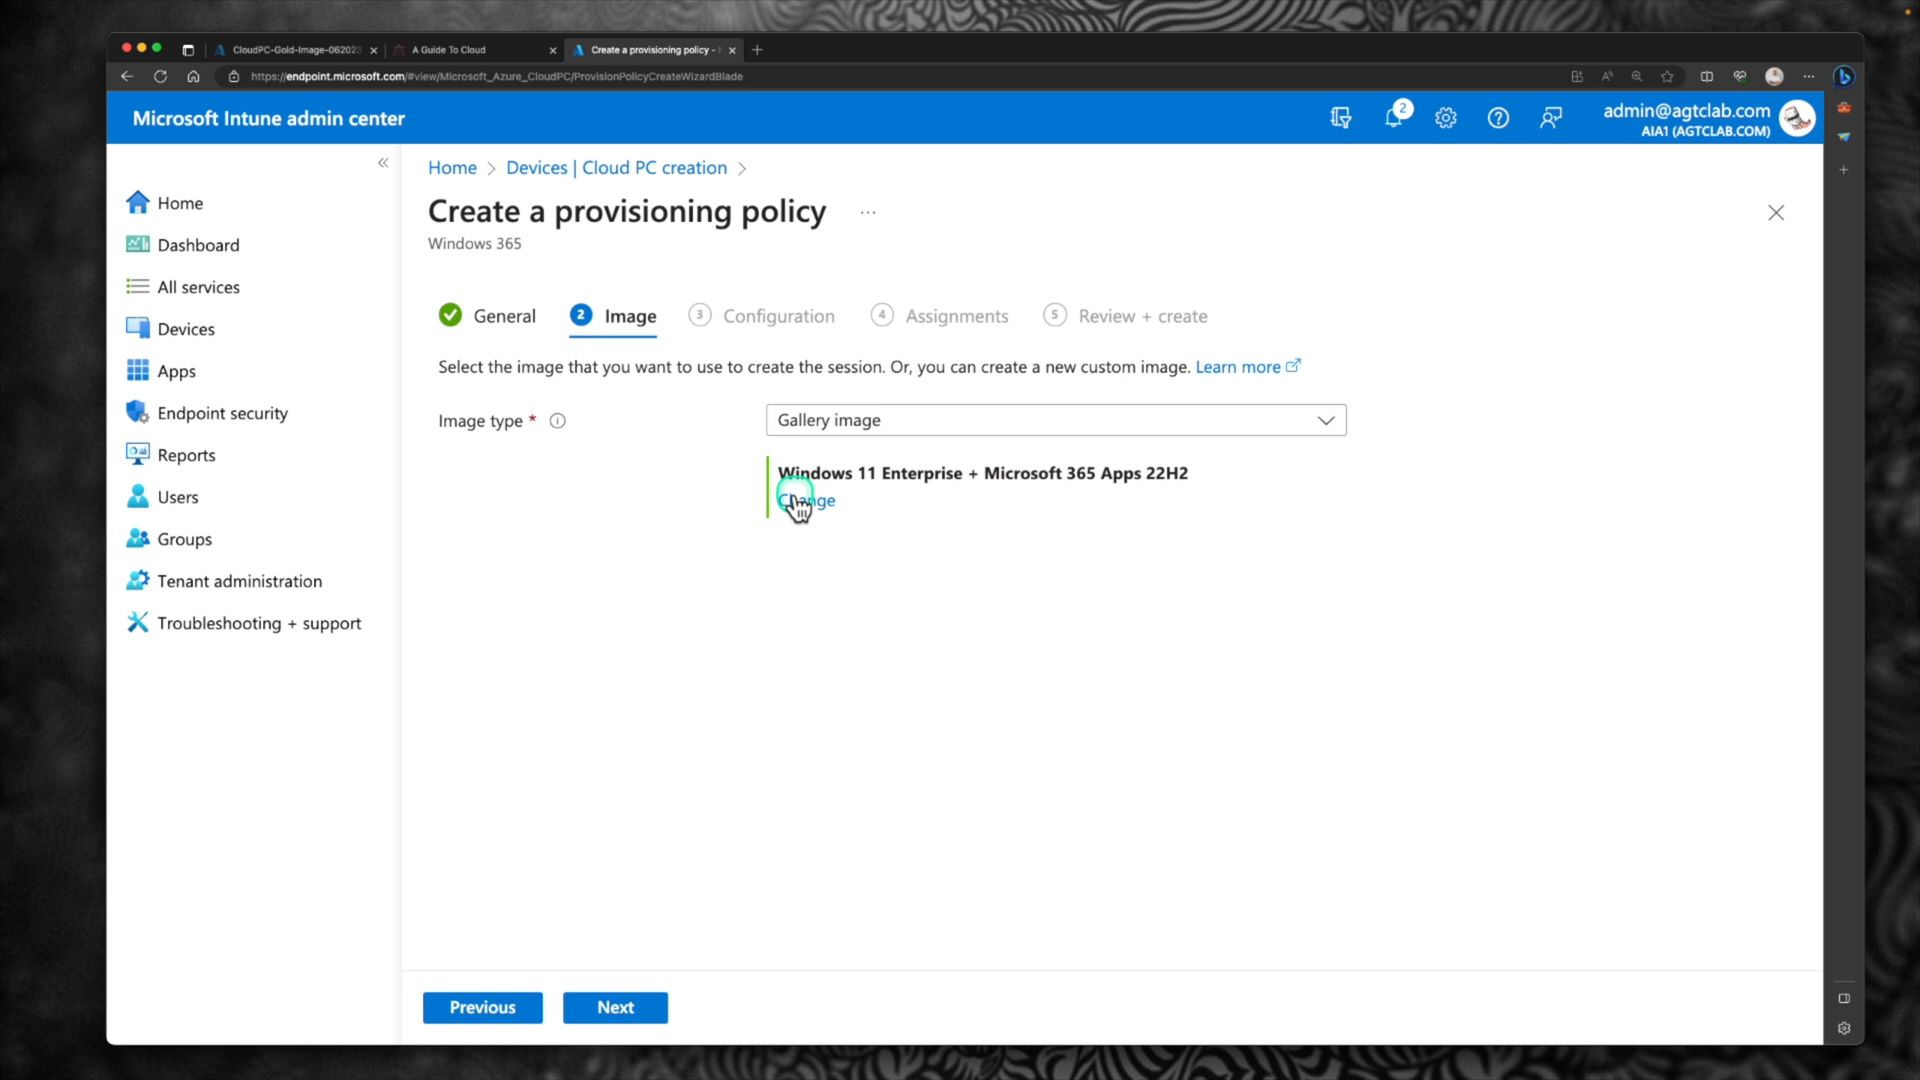 CloudPC-Gold-Image-062023
A Guide To Cloud
Create a provisioning policy -
https://endpoint.microsoft.com/#view/Microsoft_Azure_CloudPC/ProvisionPolicyCreateWizardBlade
Microsoft Intune admin center
2
admin@agtclab.com
AIA1 (AGTCLAB.COM)
Home
Dashboard
All services
Devices
Apps
Endpoint security
Reports
Users
Groups
Tenant administration
Troubleshooting + support
Home > Devices | Cloud PC creation >
Create a provisioning policy ...
Windows 365
General
2 Image
3 Configuration
4 Assignments
5 Review + create
Select the image that you want to use to create the session. Or, you can create a new custom image. Learn more
Image type *
Gallery image
Windows 11 Enterprise + Microsoft 365 Apps 22H2
Change
Previous
Next